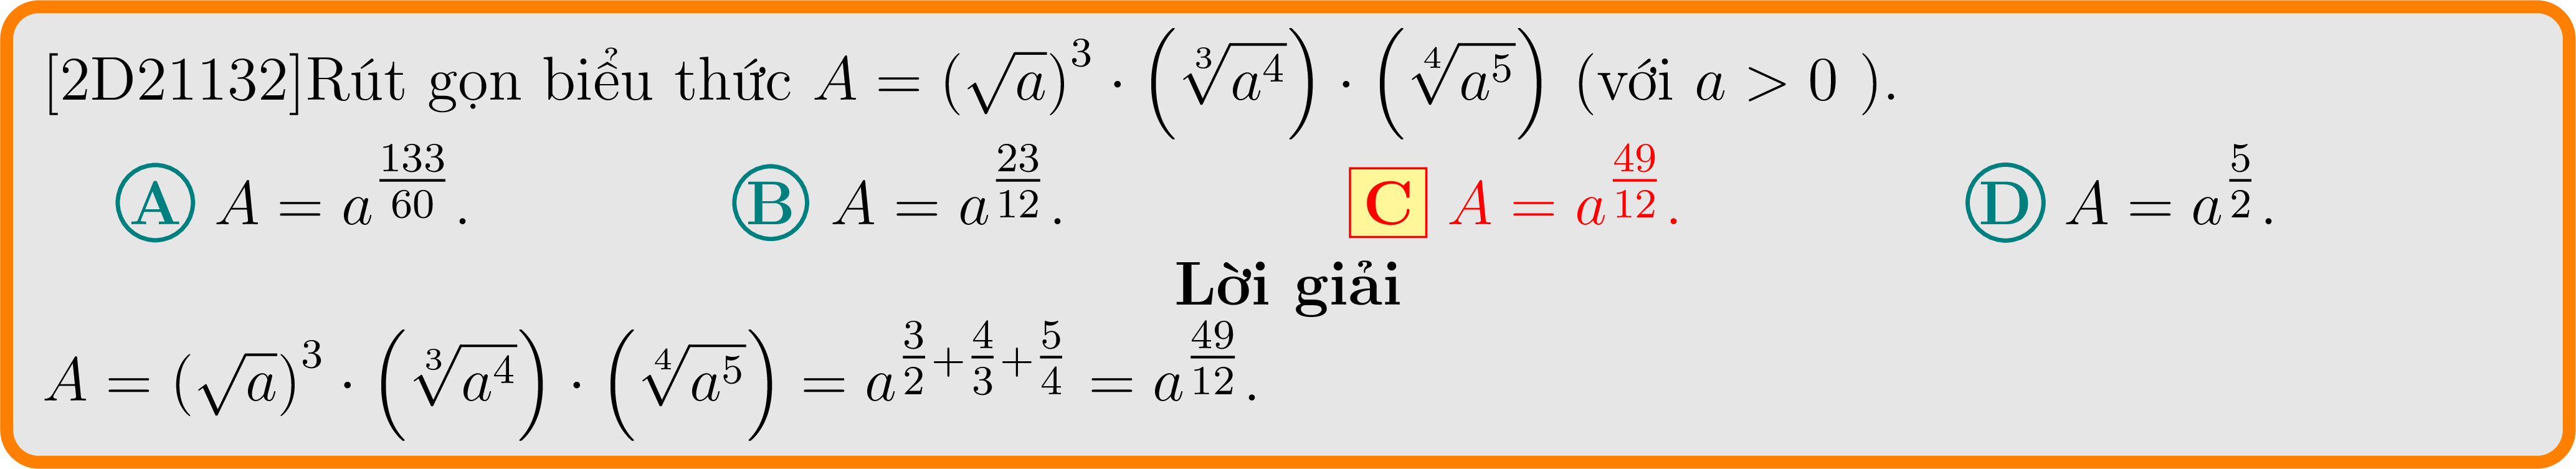 [2D21132]Rút gọn biểu thức $A = (\sqrt{a})^3 \cdot \left(\sqrt[3]{a^4}\right) \cdot \left(\sqrt[4]{a^5}\right)$ (với $a > 0$ ).
A $A = a^{\frac{133}{60}}$. B $A = a^{\frac{23}{12}}$. C $A = a^{\frac{49}{12}}$. D $A = a^{\frac{5}{2}}$.
Lời giải
$A = (\sqrt{a})^3 \cdot \left(\sqrt[3]{a^4}\right) \cdot \left(\sqrt[4]{a^5}\right) = a^{\frac{3}{2}+\frac{4}{3}+\frac{5}{4}} = a^{\frac{49}{12}}$.